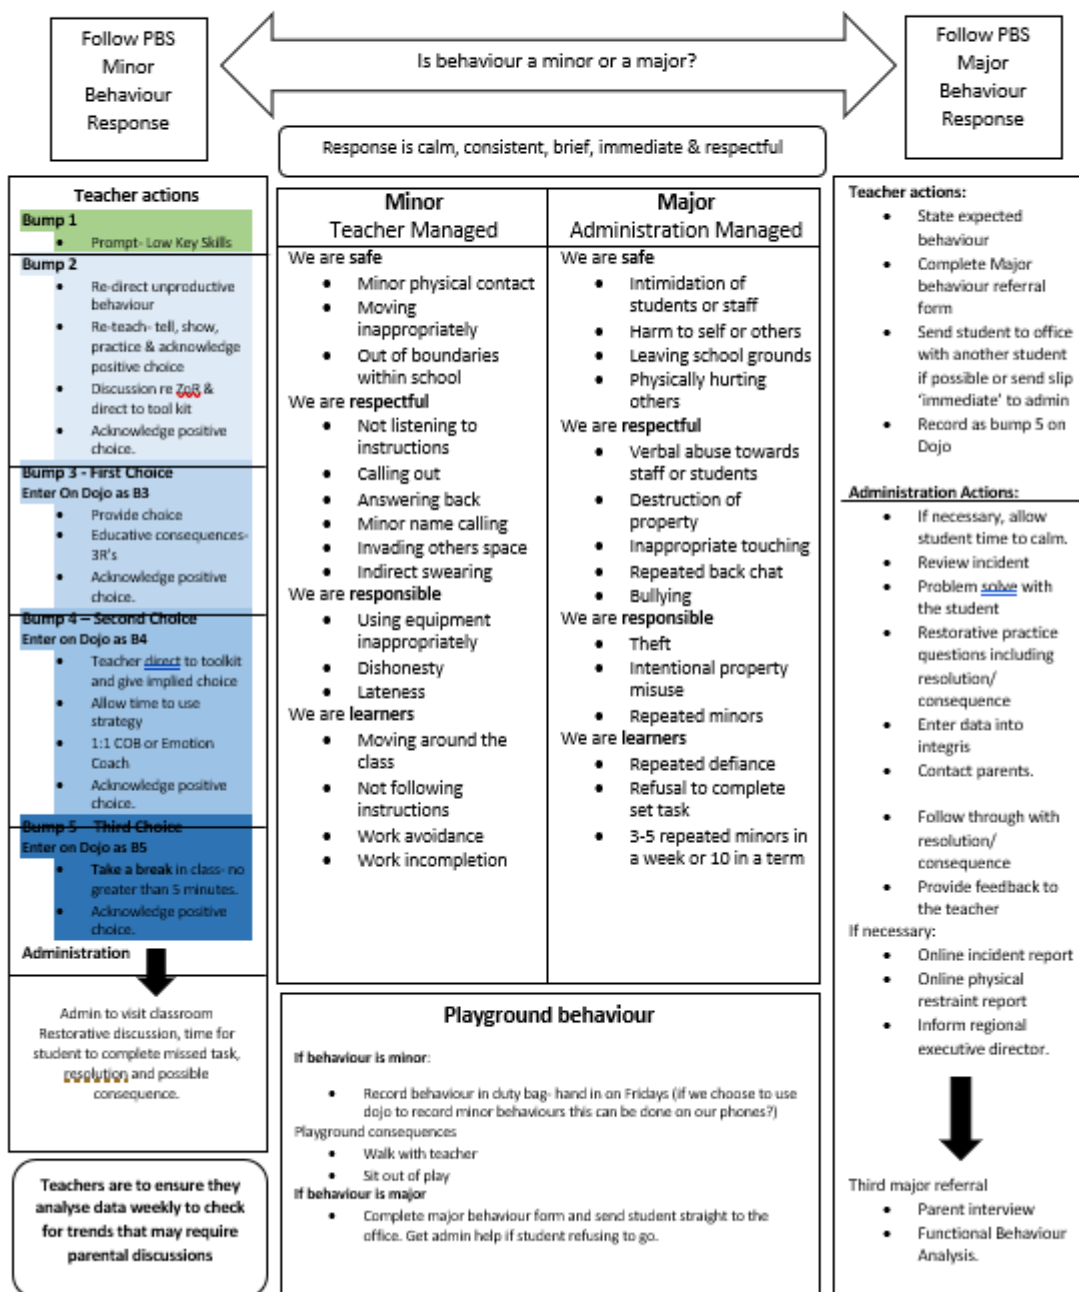 Follow PBS
Minor
Behaviour
Response
Is behaviour a minor or a major?
Follow PBS
Major
Behaviour
Response
Response is calm, consistent, brief, immediate & respectful
Teacher actions
Bump 1
• Prompt- Low Key Skills
Bump 2
• Re-direct unproductive
behaviour
• Re-teach- tell, show,
practice & acknowledge
positive choice
• Discussion re ZoR &
direct to tool kit
• Acknowledge positive
choice.
Bump 3 - First Choice
Enter On Dojo as B3
• Provide choice
• Educative consequences-
3R's
• Acknowledge positive
choice.
Bump 4 – Second Choice
Enter on Dojo as B4
• Teacher direct to toolkit
and give implied choice
• Allow time to use
strategy
• 1:1 COB or Emotion
Coach
• Acknowledge positive
choice.
Bump 5 – Third Choice
Enter on Dojo as B5
• Take a break in class- no
greater than 5 minutes.
• Acknowledge positive
choice.
Administration
Admin to visit classroom
Restorative discussion, time for
student to complete missed task,
resolution and possible
consequence.
Teachers are to ensure they
analyse data weekly to check
for trends that may require
parental discussions
Minor
Teacher Managed
We are safe
• Minor physical contact
• Moving
inappropriately
• Out of boundaries
within school
We are respectful
• Not listening to
instructions
• Calling out
• Answering back
• Minor name calling
• Invading others space
• Indirect swearing
We are responsible
• Using equipment
inappropriately
• Dishonesty
• Lateness
We are learners
• Moving around the
class
• Not following
instructions
• Work avoidance
• Work incompletion
Major
Administration Managed
We are safe
• Intimidation of
students or staff
• Harm to self or others
• Leaving school grounds
• Physically hurting
others
We are respectful
• Verbal abuse towards
staff or students
• Destruction of
property
• Inappropriate touching
• Repeated back chat
• Bullying
We are responsible
• Theft
• Intentional property
misuse
• Repeated minors
We are learners
• Repeated defiance
• Refusal to complete
set task
• 3-5 repeated minors in
a week or 10 in a term
Playground behaviour
If behaviour is minor:
• Record behaviour in duty bag- hand in on Fridays (if we choose to use
dojo to record minor behaviours this can be done on our phones?)
Playground consequences
• Walk with teacher
• Sit out of play
If behaviour is major
• Complete major behaviour form and send student straight to the
office. Get admin help if student refusing to go.
Teacher actions:
• State expected
behaviour
• Complete Major
behaviour referral
form
• Send student to office
with another student
if possible or send slip
'immediate' to admin
• Record as bump 5 on
Dojo
Administration Actions:
• If necessary, allow
student time to calm.
• Review incident
• Problem solve with
the student
• Restorative practice
questions including
resolution/
consequence
• Enter data into
integris
• Contact parents.
• Follow through with
resolution/
consequence
• Provide feedback to
the teacher
If necessary:
• Online incident report
• Online physical
restraint report
• Inform regional
executive director.
Third major referral
• Parent interview
• Functional Behaviour
Analysis.